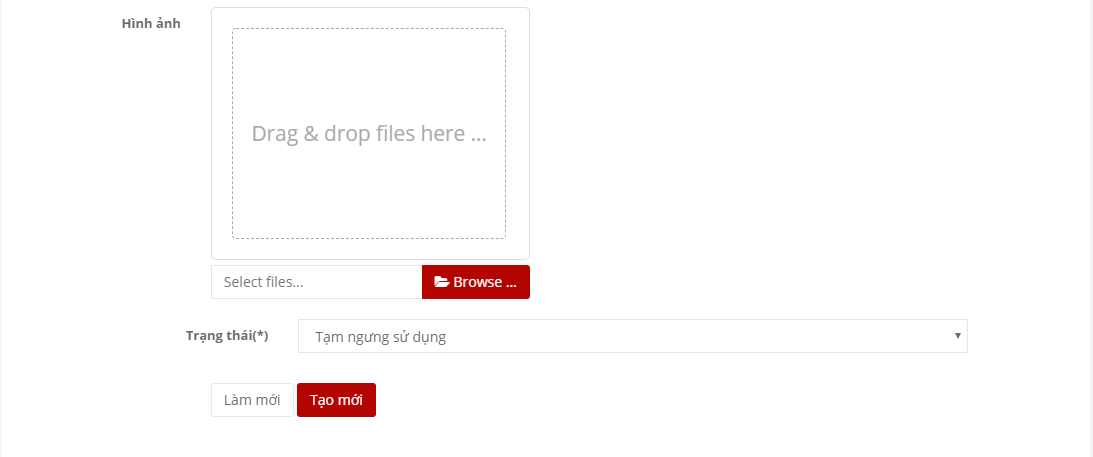 Hình ảnh
Drag & drop files here ...
Select files...
Browse ...
Trạng thái(*)
Tạm ngưng sử dụng
Làm mới
Tạo mới